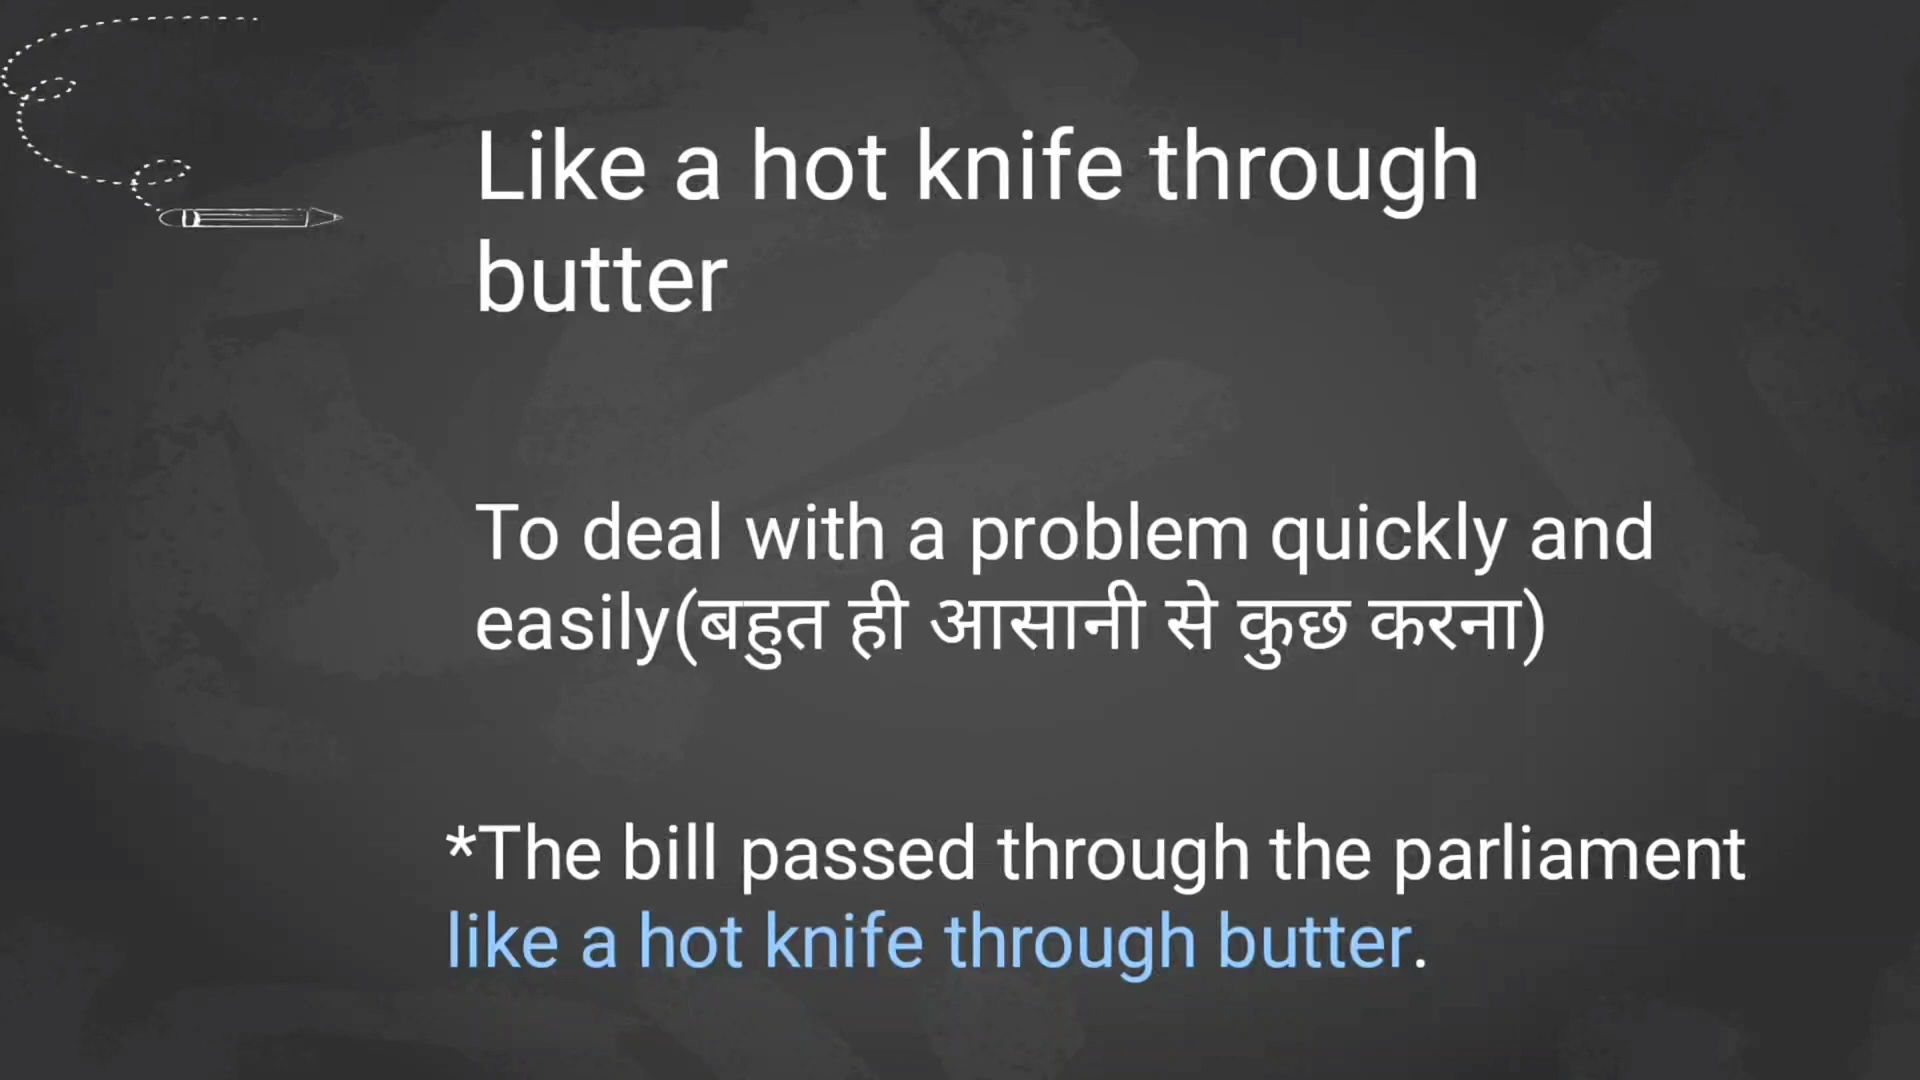 Like a hot knife through
butter
To deal with a problem quickly and
easily(बहुत ही आसानी से कुछ करना)
*The bill passed through the parliament
like a hot knife through butter.